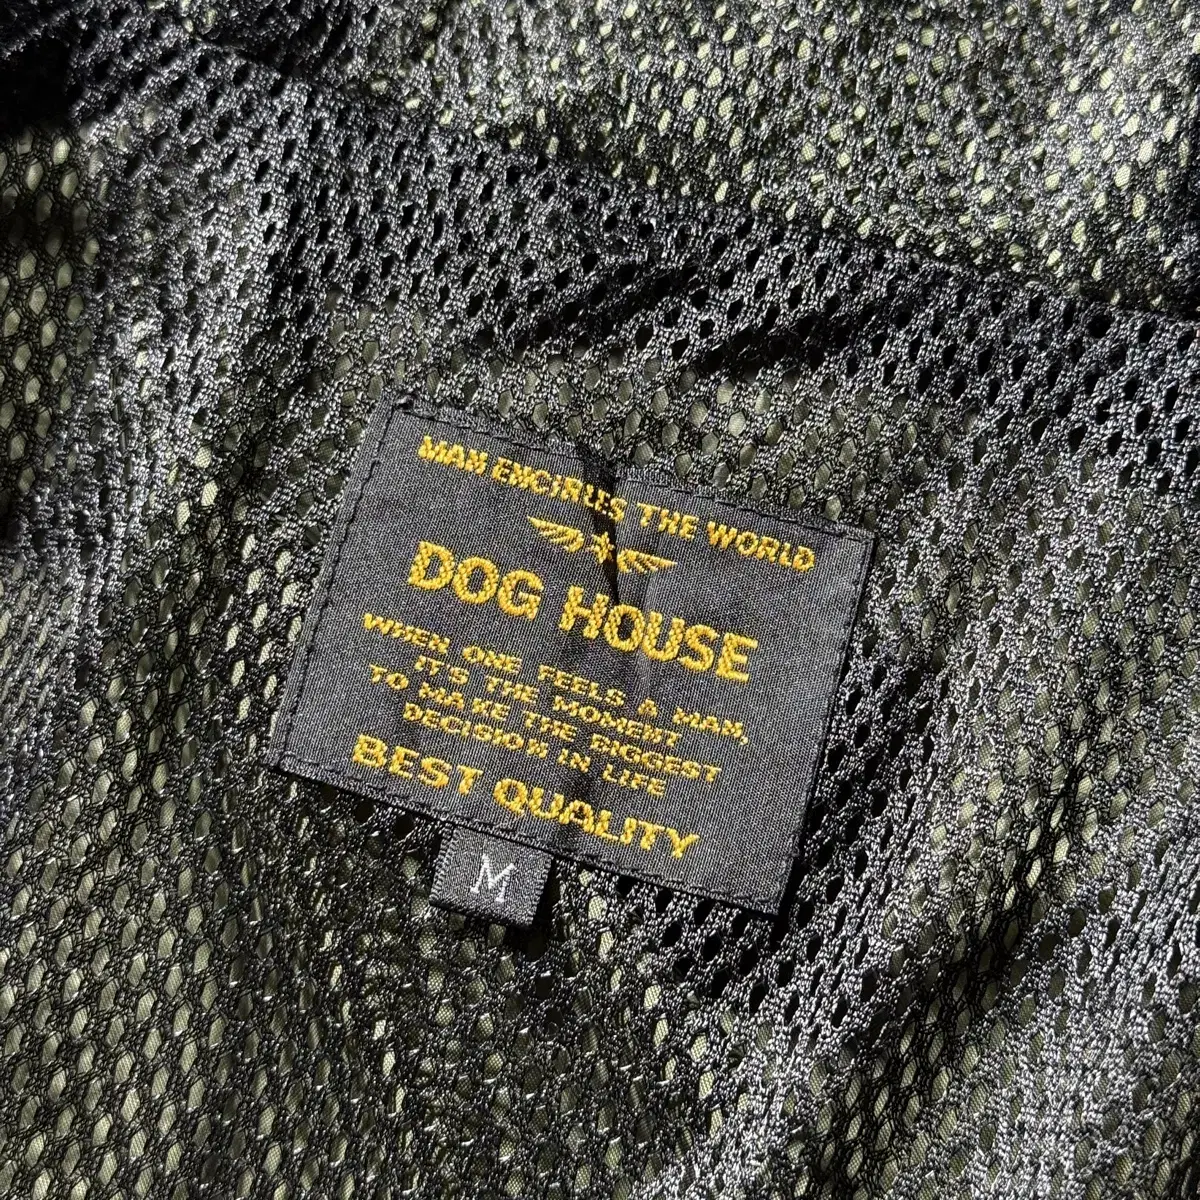 MAN ENCIRLES THE WORLD
DOG HOUSE
WHEN ONE FEELS A MAN,
IT'S THE MOMENT
TO MAKE THE BIGGEST
DECISION IN LIFE
BEST QUALITY
M